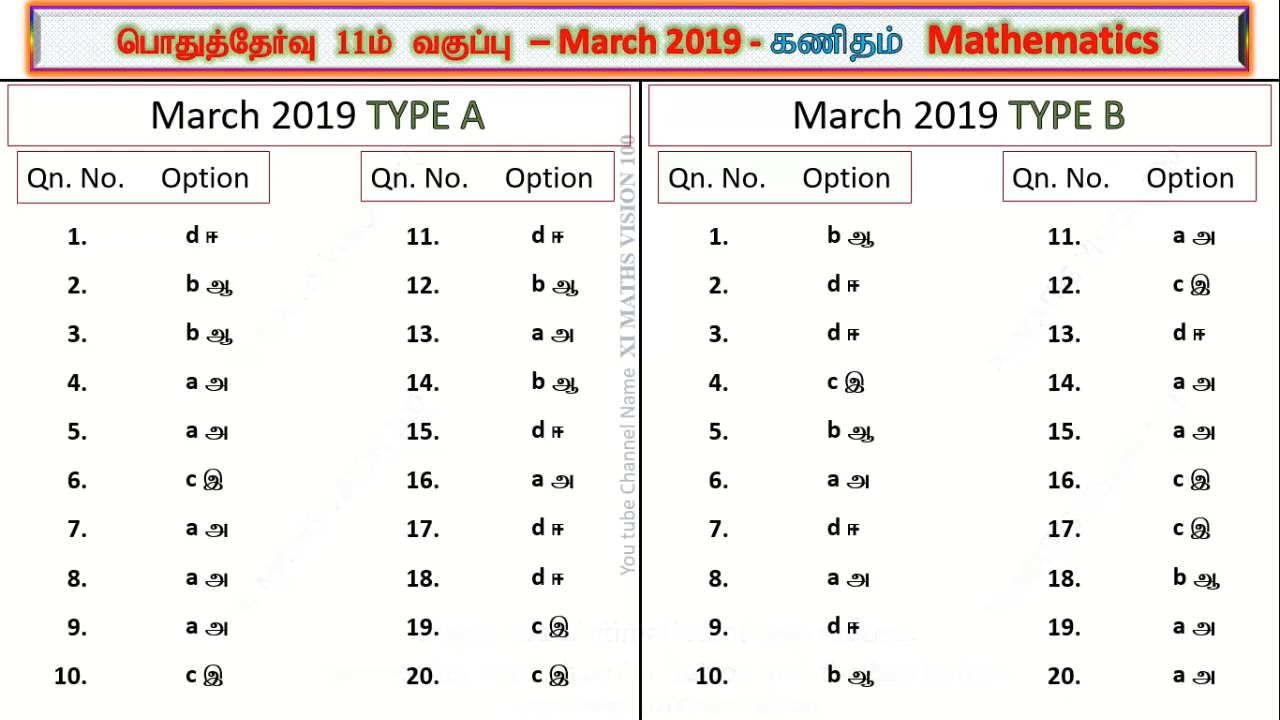 பொதுத்தேர்வு 11ம் வகுப்பு – March 2019 - கணிதம் Mathematics
March 2019 TYPE A
Qn. No. Option Qn. No. Option
1. d ஈ 11. d ஈ
2. b ஆ 12. b ஆ
3. b ஆ 13. a அ
4. a அ 14. b ஆ
5. a அ 15. d ஈ
6. c இ 16. a அ
7. a அ 17. d ஈ
8. a அ 18. d ஈ
9. a அ 19. c இ
10. c இ 20. c இ
You tube Channel Name XI MATHS VISION 100
March 2019 TYPE B
Qn. No. Option Qn. No. Option
1. b ஆ 11. a அ
2. d ஈ 12. c இ
3. d ஈ 13. d ஈ
4. c இ 14. a அ
5. b ஆ 15. a அ
6. a அ 16. c இ
7. d ஈ 17. c இ
8. a அ 18. b ஆ
9. d ஈ 19. a அ
10. b ஆ 20. a அ